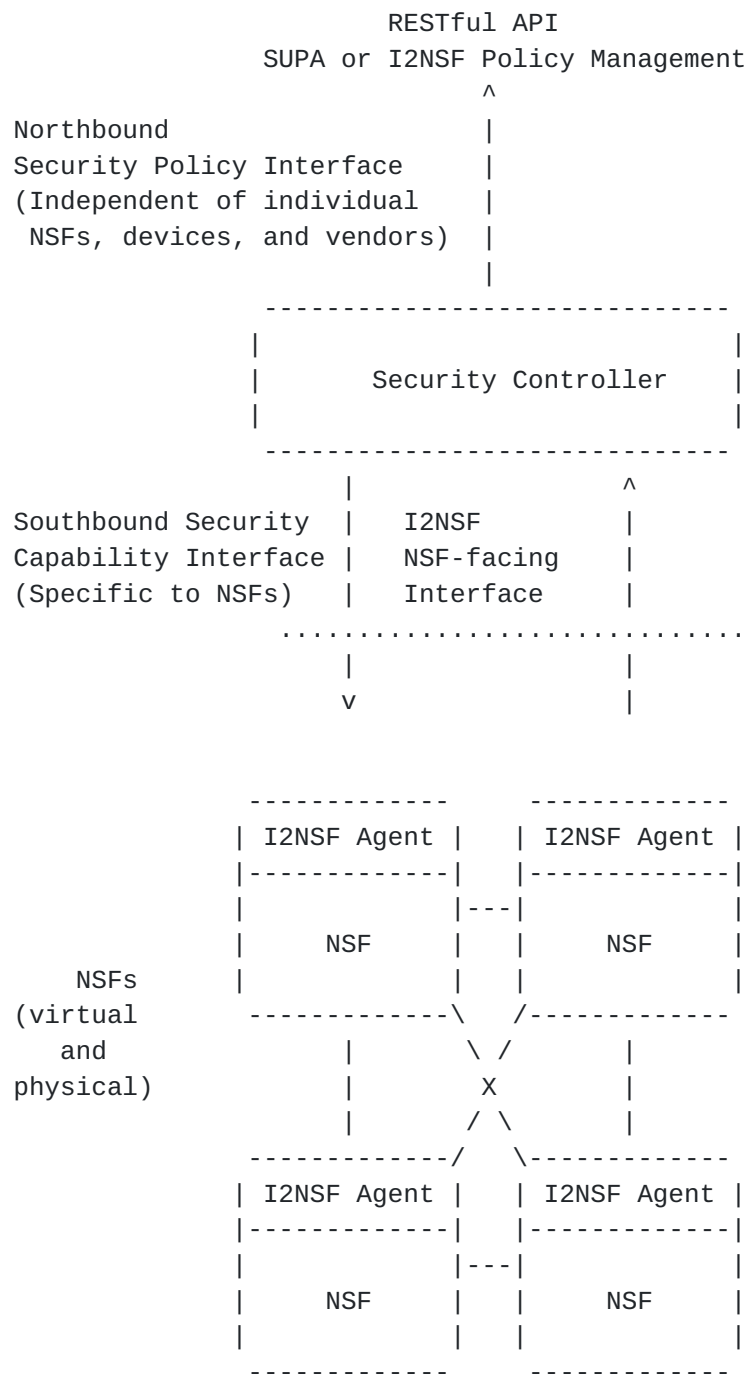 RESTful API
SUPA or I2NSF Policy Management
Northbound
Security Policy Interface
(Independent of individual
NSFs, devices, and vendors)
Security Controller
Southbound Security
Capability Interface
(Specific to NSFs)
I2NSF
NSF-facing
Interface
I2NSF Agent
I2NSF Agent
NSF
NSF
NSFs
(virtual
and
physical)
X
I2NSF Agent
I2NSF Agent
NSF
NSF